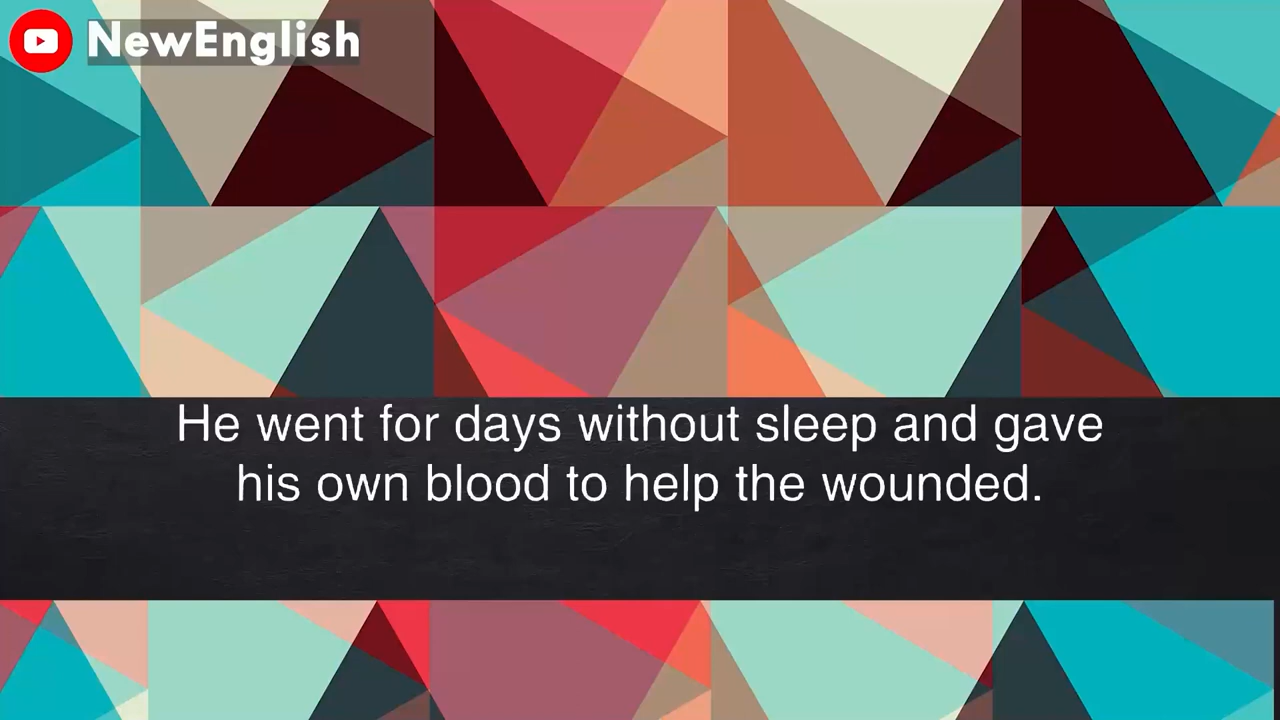 NewEnglish
He went for days without sleep and gave
his own blood to help the wounded.